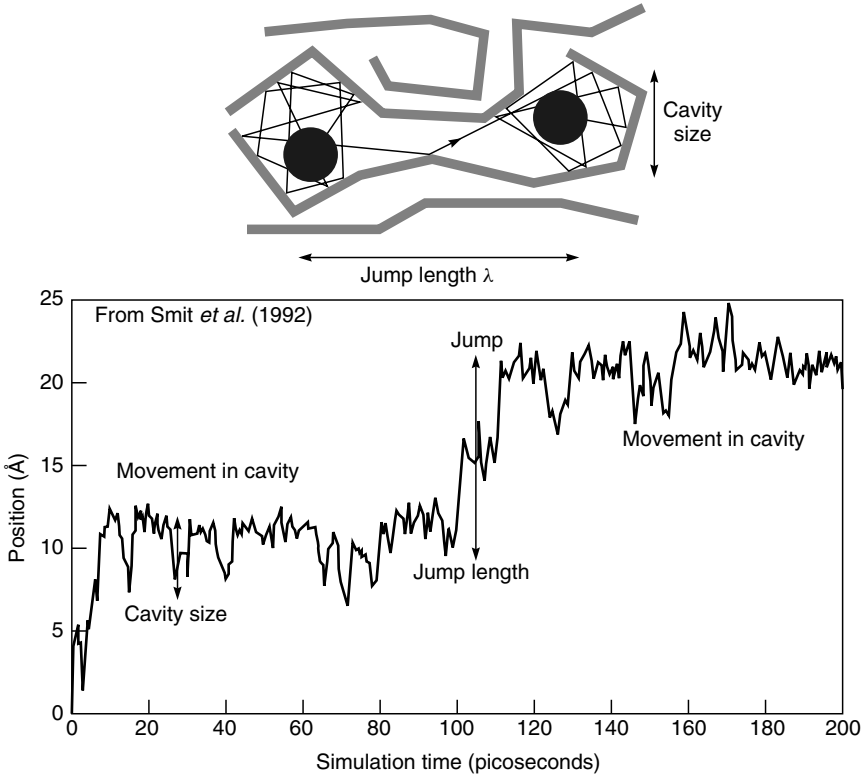 Cavity
size
Jump length λ
From Smit et al. (1992)
25
20
15
10
5
0
Position (Å)
Jump
Movement in cavity
Movement in cavity
Jump length
Cavity size
0
20
40
60
80
100
120
140
160
180
200
Simulation time (picoseconds)